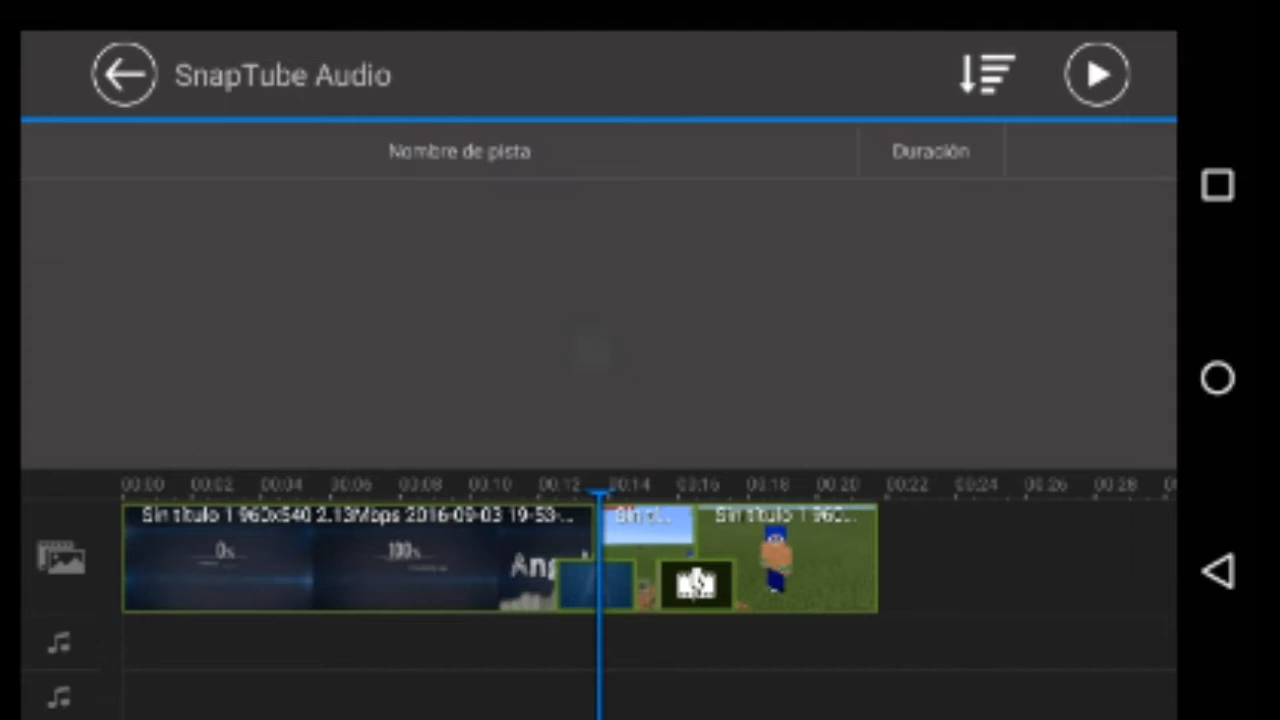 SnapTube Audio
Nombre de pista
Duración
00:00 00:02 00:04 00:06 00:08 00:10 00:12 00:14 00:16 00:18 00:20 00:22 00:24 00:26 00:28
Sin título 1 960x540 2.13Mbps 2016-09-03 19-53-... Sin tí... Sin título 1 960...
0%
100%